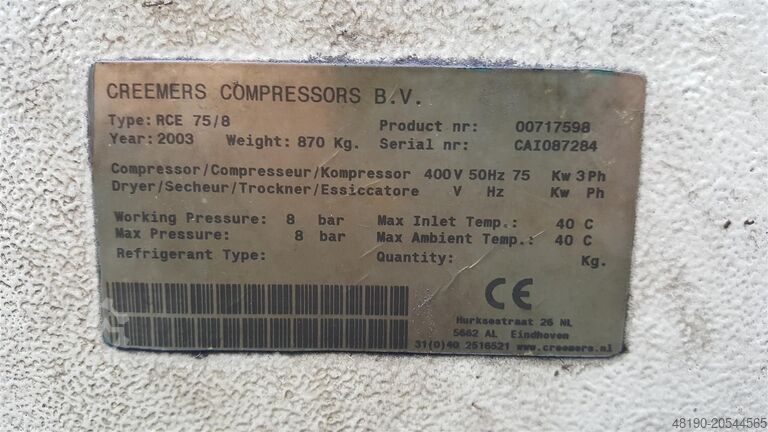 CREEMERS COMPRESSORS B.V.
Type: RCE 75/8 Product nr: 00717598
Year: 2003 Weight: 870 Kg. Serial nr: CAI087284
Compressor/Compresseur/Kompressor 400V 50Hz 75 Kw 3Ph
Dryer/Secheur/Trockner/Essiccatore V Hz Kw Ph
Working Pressure: 8 bar Max Inlet Temp.: 40 C
Max Pressure: 8 bar Max Ambient Temp.: 40 C
Refrigerant Type: Quantity: Kg.
CE
Hurksestraat 26 NL
5652 AL Eindhoven
31(0)40 2516521 www.creemers.nl
48190-20544565